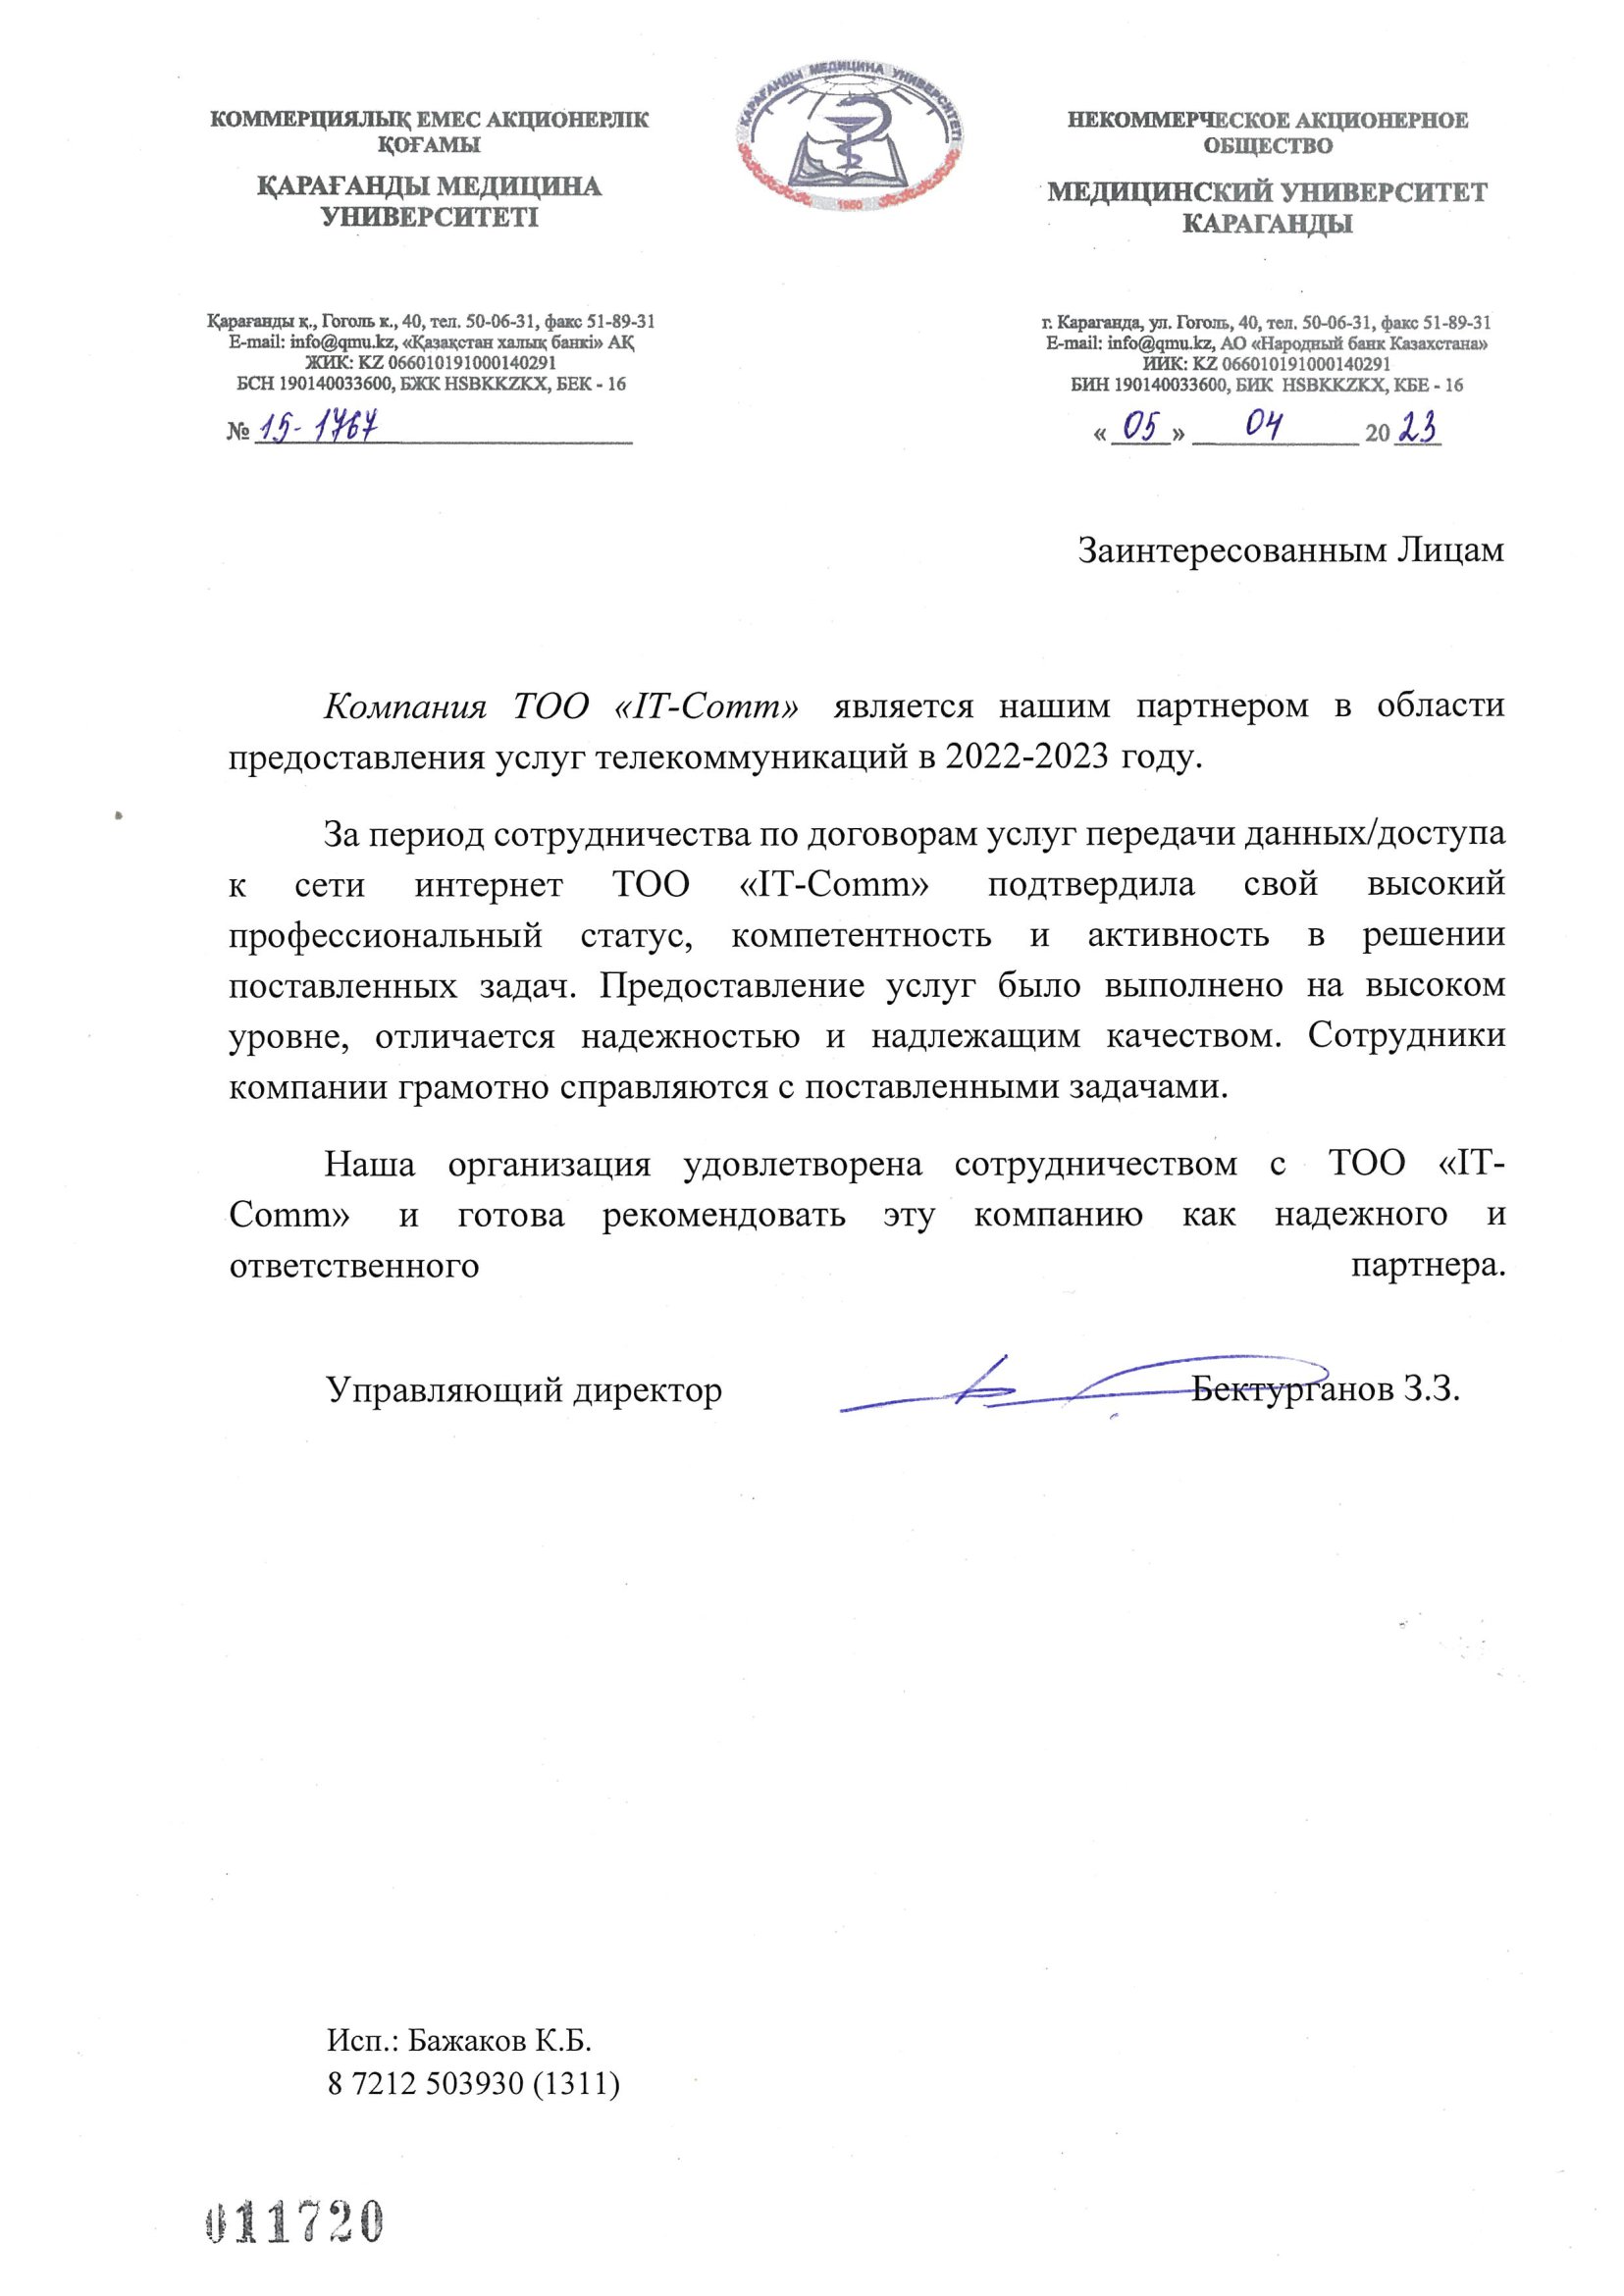 КОММЕРЦИЯЛЫҚ ЕМЕС АКЦИОНЕРЛІК
ҚОҒАМЫ
ҚАРАҒАНДЫ МЕДИЦИНА
УНИВЕРСИТЕТІ
ҚАРАҒАНДЫ МЕДИЦИНА УНИВЕРСИТЕТІ
1950
НЕКОММЕРЧЕСКОЕ АКЦИОНЕРНОЕ
ОБЩЕСТВО
МЕДИЦИНСКИЙ УНИВЕРСИТЕТ
КАРАГАНДЫ
Қарағанды қ., Гоголь к., 40, тел. 50-06-31, факс 51-89-31
E-mail: info@qmu.kz, «Қазақстан халық банкі» АҚ
ЖИК: KZ 066010191000140291
БСН 190140033600, БЖК HSBKKZKX, БЕК - 16
г. Караганда, ул. Гоголь, 40, тел. 50-06-31, факс 51-89-31
E-mail: info@qmu.kz, АО «Народный банк Казахстана»
ИИК: KZ 066010191000140291
БИН 190140033600, БИК HSBKKZKX, КБЕ - 16
№ 15-1767
« 05 » 04 20 23
Заинтересованным Лицам
Компания ТОО «IT-Comm» является нашим партнером в области
предоставления услуг телекоммуникаций в 2022-2023 году.
За период сотрудничества по договорам услуг передачи данных/доступа
к сети интернет ТОО «IT-Comm» подтвердила свой высокий
профессиональный статус, компетентность и активность в решении
поставленных задач. Предоставление услуг было выполнено на высоком
уровне, отличается надежностью и надлежащим качеством. Сотрудники
компании грамотно справляются с поставленными задачами.
Наша организация удовлетворена сотрудничеством с ТОО «IT-
Comm» и готова рекомендовать эту компанию как надежного и
ответственного партнера.
Управляющий директор Бектурганов З.З.
Исп.: Бажаков К.Б.
8 7212 503930 (1311)
011720